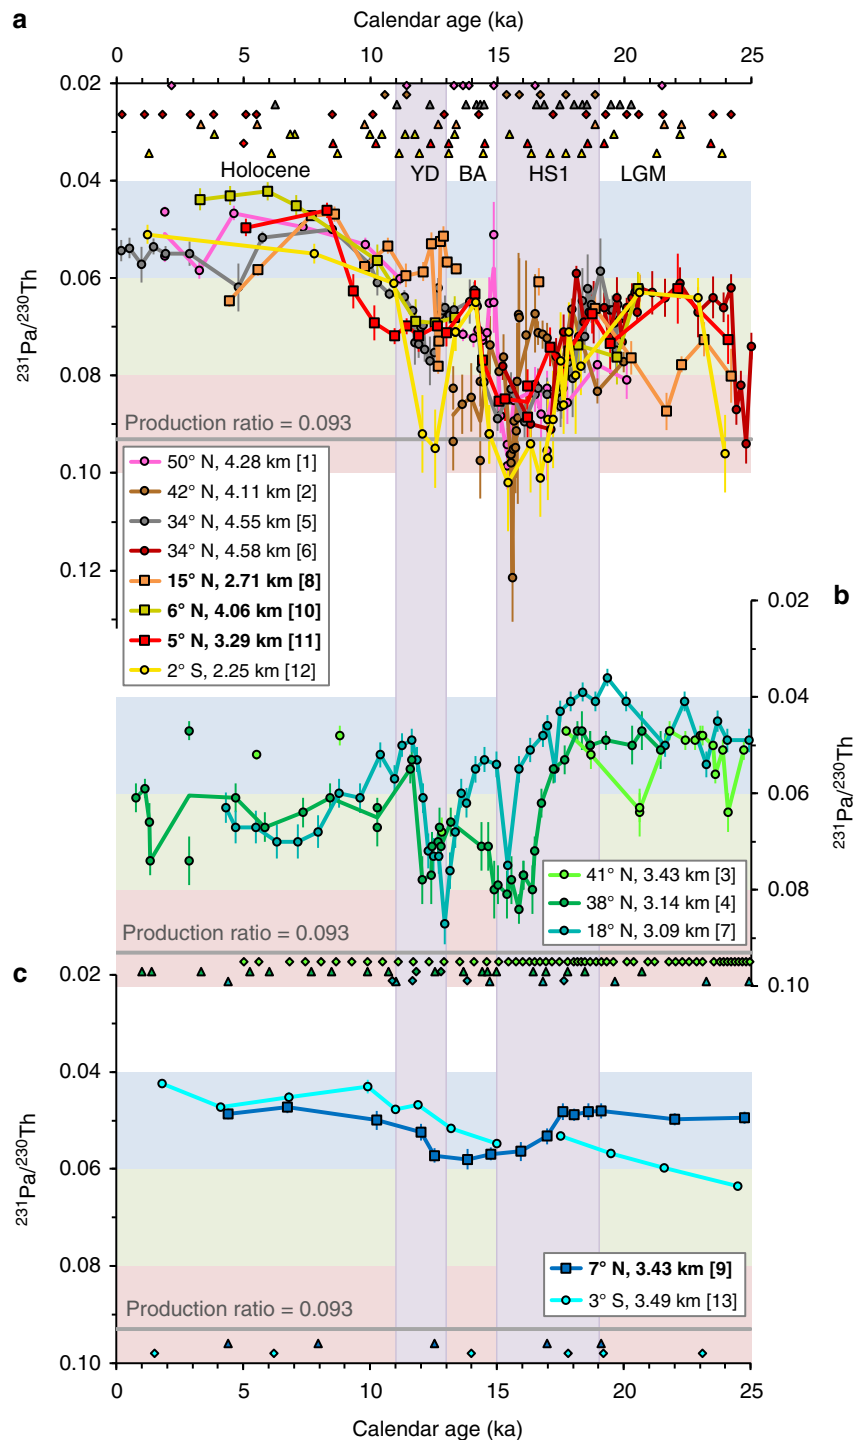 a
Calendar age (ka)
0 5 10 15 20 25
0.02
0.04
0.06
0.08
0.10
0.12
²³¹Pa/²³⁰Th
Holocene YD BA HS1 LGM
Production ratio = 0.093
50° N, 4.28 km [1]
42° N, 4.11 km [2]
34° N, 4.55 km [5]
34° N, 4.58 km [6]
15° N, 2.71 km [8]
6° N, 4.06 km [10]
5° N, 3.29 km [11]
2° S, 2.25 km [12]
b
0.02
0.04
0.06
0.08
0.10
²³¹Pa/²³⁰Th
41° N, 3.43 km [3]
38° N, 3.14 km [4]
18° N, 3.09 km [7]
Production ratio = 0.093
c
0.02
0.04
0.06
0.08
0.10
²³¹Pa/²³⁰Th
7° N, 3.43 km [9]
3° S, 3.49 km [13]
Production ratio = 0.093
0 5 10 15 20 25
Calendar age (ka)